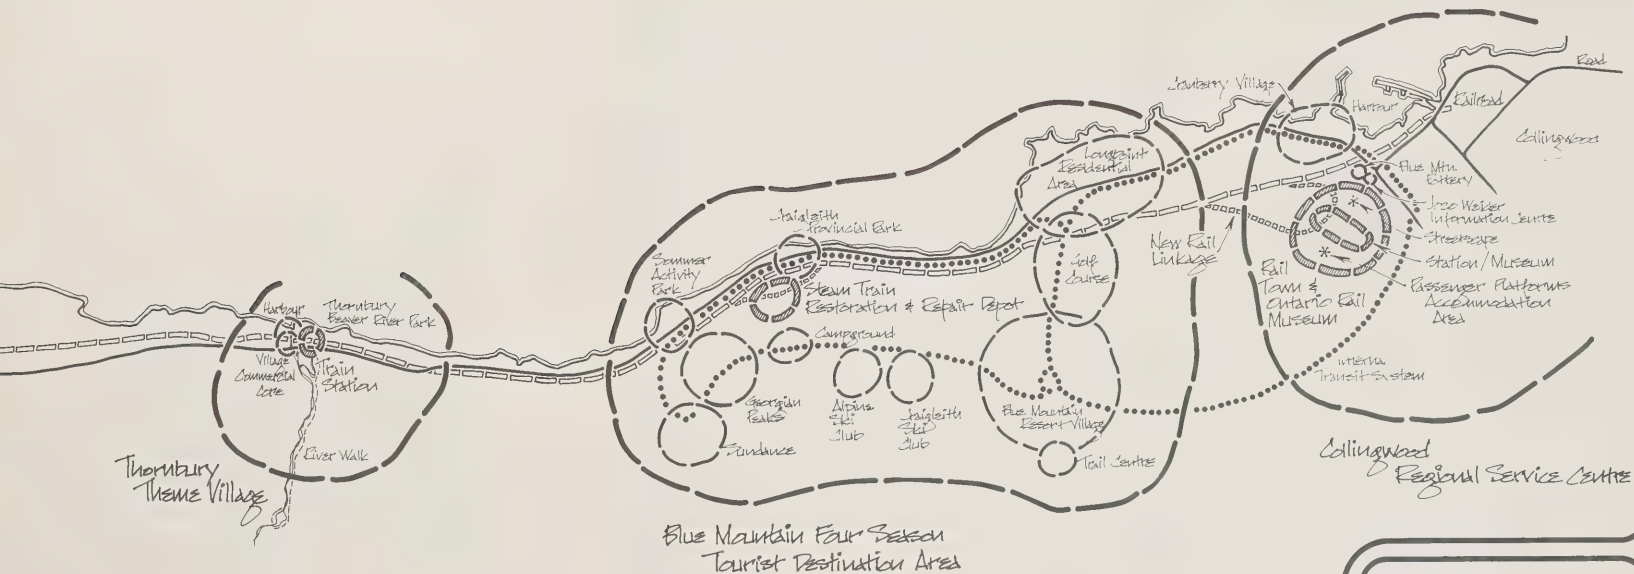 Harbour
Thornbury
Beaver River Park
Village
Commercial
Core
Train
Station
River Walk
Thornbury
Theme Village
Summer
Activity
Park
Craigleith
Provincial Park
Steam Train
Restoration & Repair Depot
Campground
Georgian
Peaks
Sundance
Alpine
Ski
Club
Craigleith
Ski
Club
Longpoint
Residential
Area
Golf
Course
Blue Mountain
Resort Village
Trail Centre
Blue Mountain Four Season
Tourist Destination Area
New Rail
Linkage
Cranberry Village
Harbour
Railroad
Road
Collingwood
Blue Mtn.
Information Centre
Streetscape
Station/Museum
Passenger Platforms
Accommodation
Area
Rail
Town &
Ontario Rail
Museum
Internal
Transit System
Collingwood
Regional Service Centre